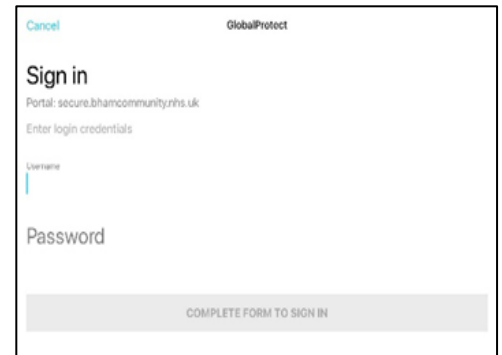 Cancel GlobalProtect
Sign in
Portal: secure.bhamcommunity.nhs.uk
Enter login credentials
Username
Password
COMPLETE FORM TO SIGN IN